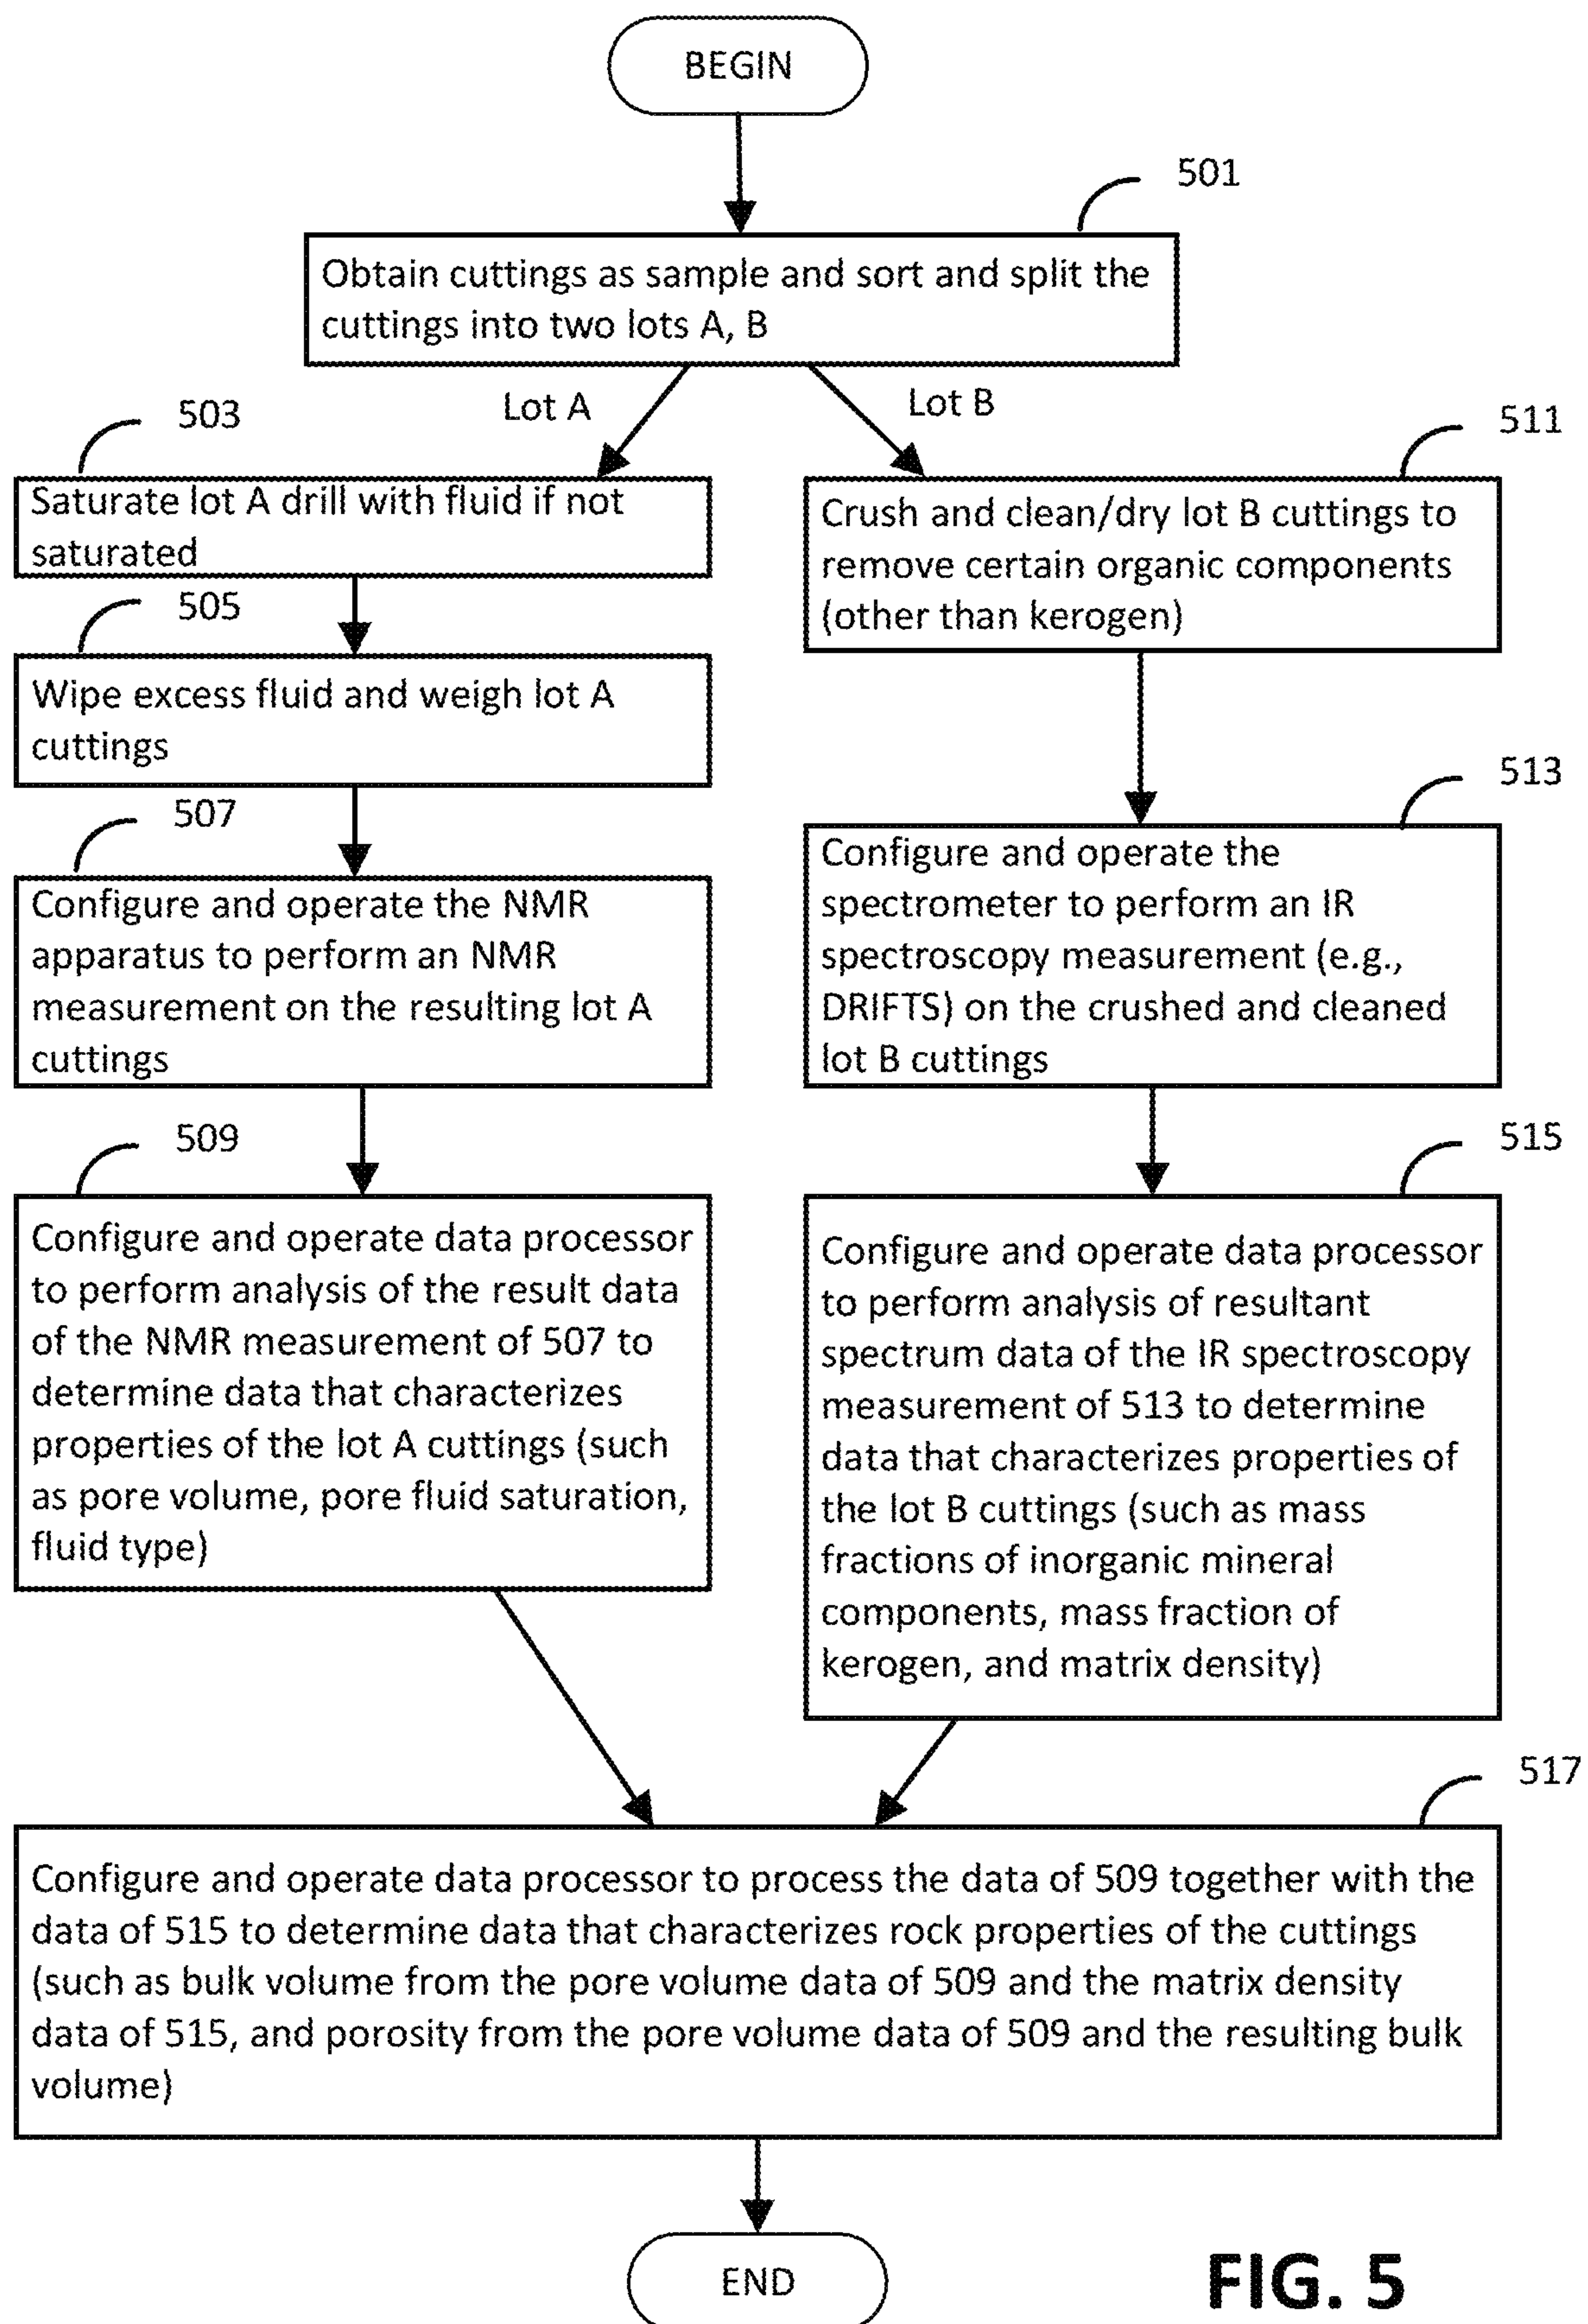 BEGIN
501
Obtain cuttings as sample and sort and split the
cuttings into two lots A, B
Lot A
Lot B
503
Saturate lot A drill with fluid if not
saturated
505
Wipe excess fluid and weigh lot A
cuttings
507
Configure and operate the NMR
apparatus to perform an NMR
measurement on the resulting lot A
cuttings
509
Configure and operate data processor
to perform analysis of the result data
of the NMR measurement of 507 to
determine data that characterizes
properties of the lot A cuttings (such
as pore volume, pore fluid saturation,
fluid type)
511
Crush and clean/dry lot B cuttings to
remove certain organic components
(other than kerogen)
513
Configure and operate the
spectrometer to perform an IR
spectroscopy measurement (e.g.,
DRIFTS) on the crushed and cleaned
lot B cuttings
515
Configure and operate data processor
to perform analysis of resultant
spectrum data of the IR spectroscopy
measurement of 513 to determine
data that characterizes properties of
the lot B cuttings (such as mass
fractions of inorganic mineral
components, mass fraction of
kerogen, and matrix density)
517
Configure and operate data processor to process the data of 509 together with the
data of 515 to determine data that characterizes rock properties of the cuttings
(such as bulk volume from the pore volume data of 509 and the matrix density
data of 515, and porosity from the pore volume data of 509 and the resulting bulk
volume)
END
FIG. 5